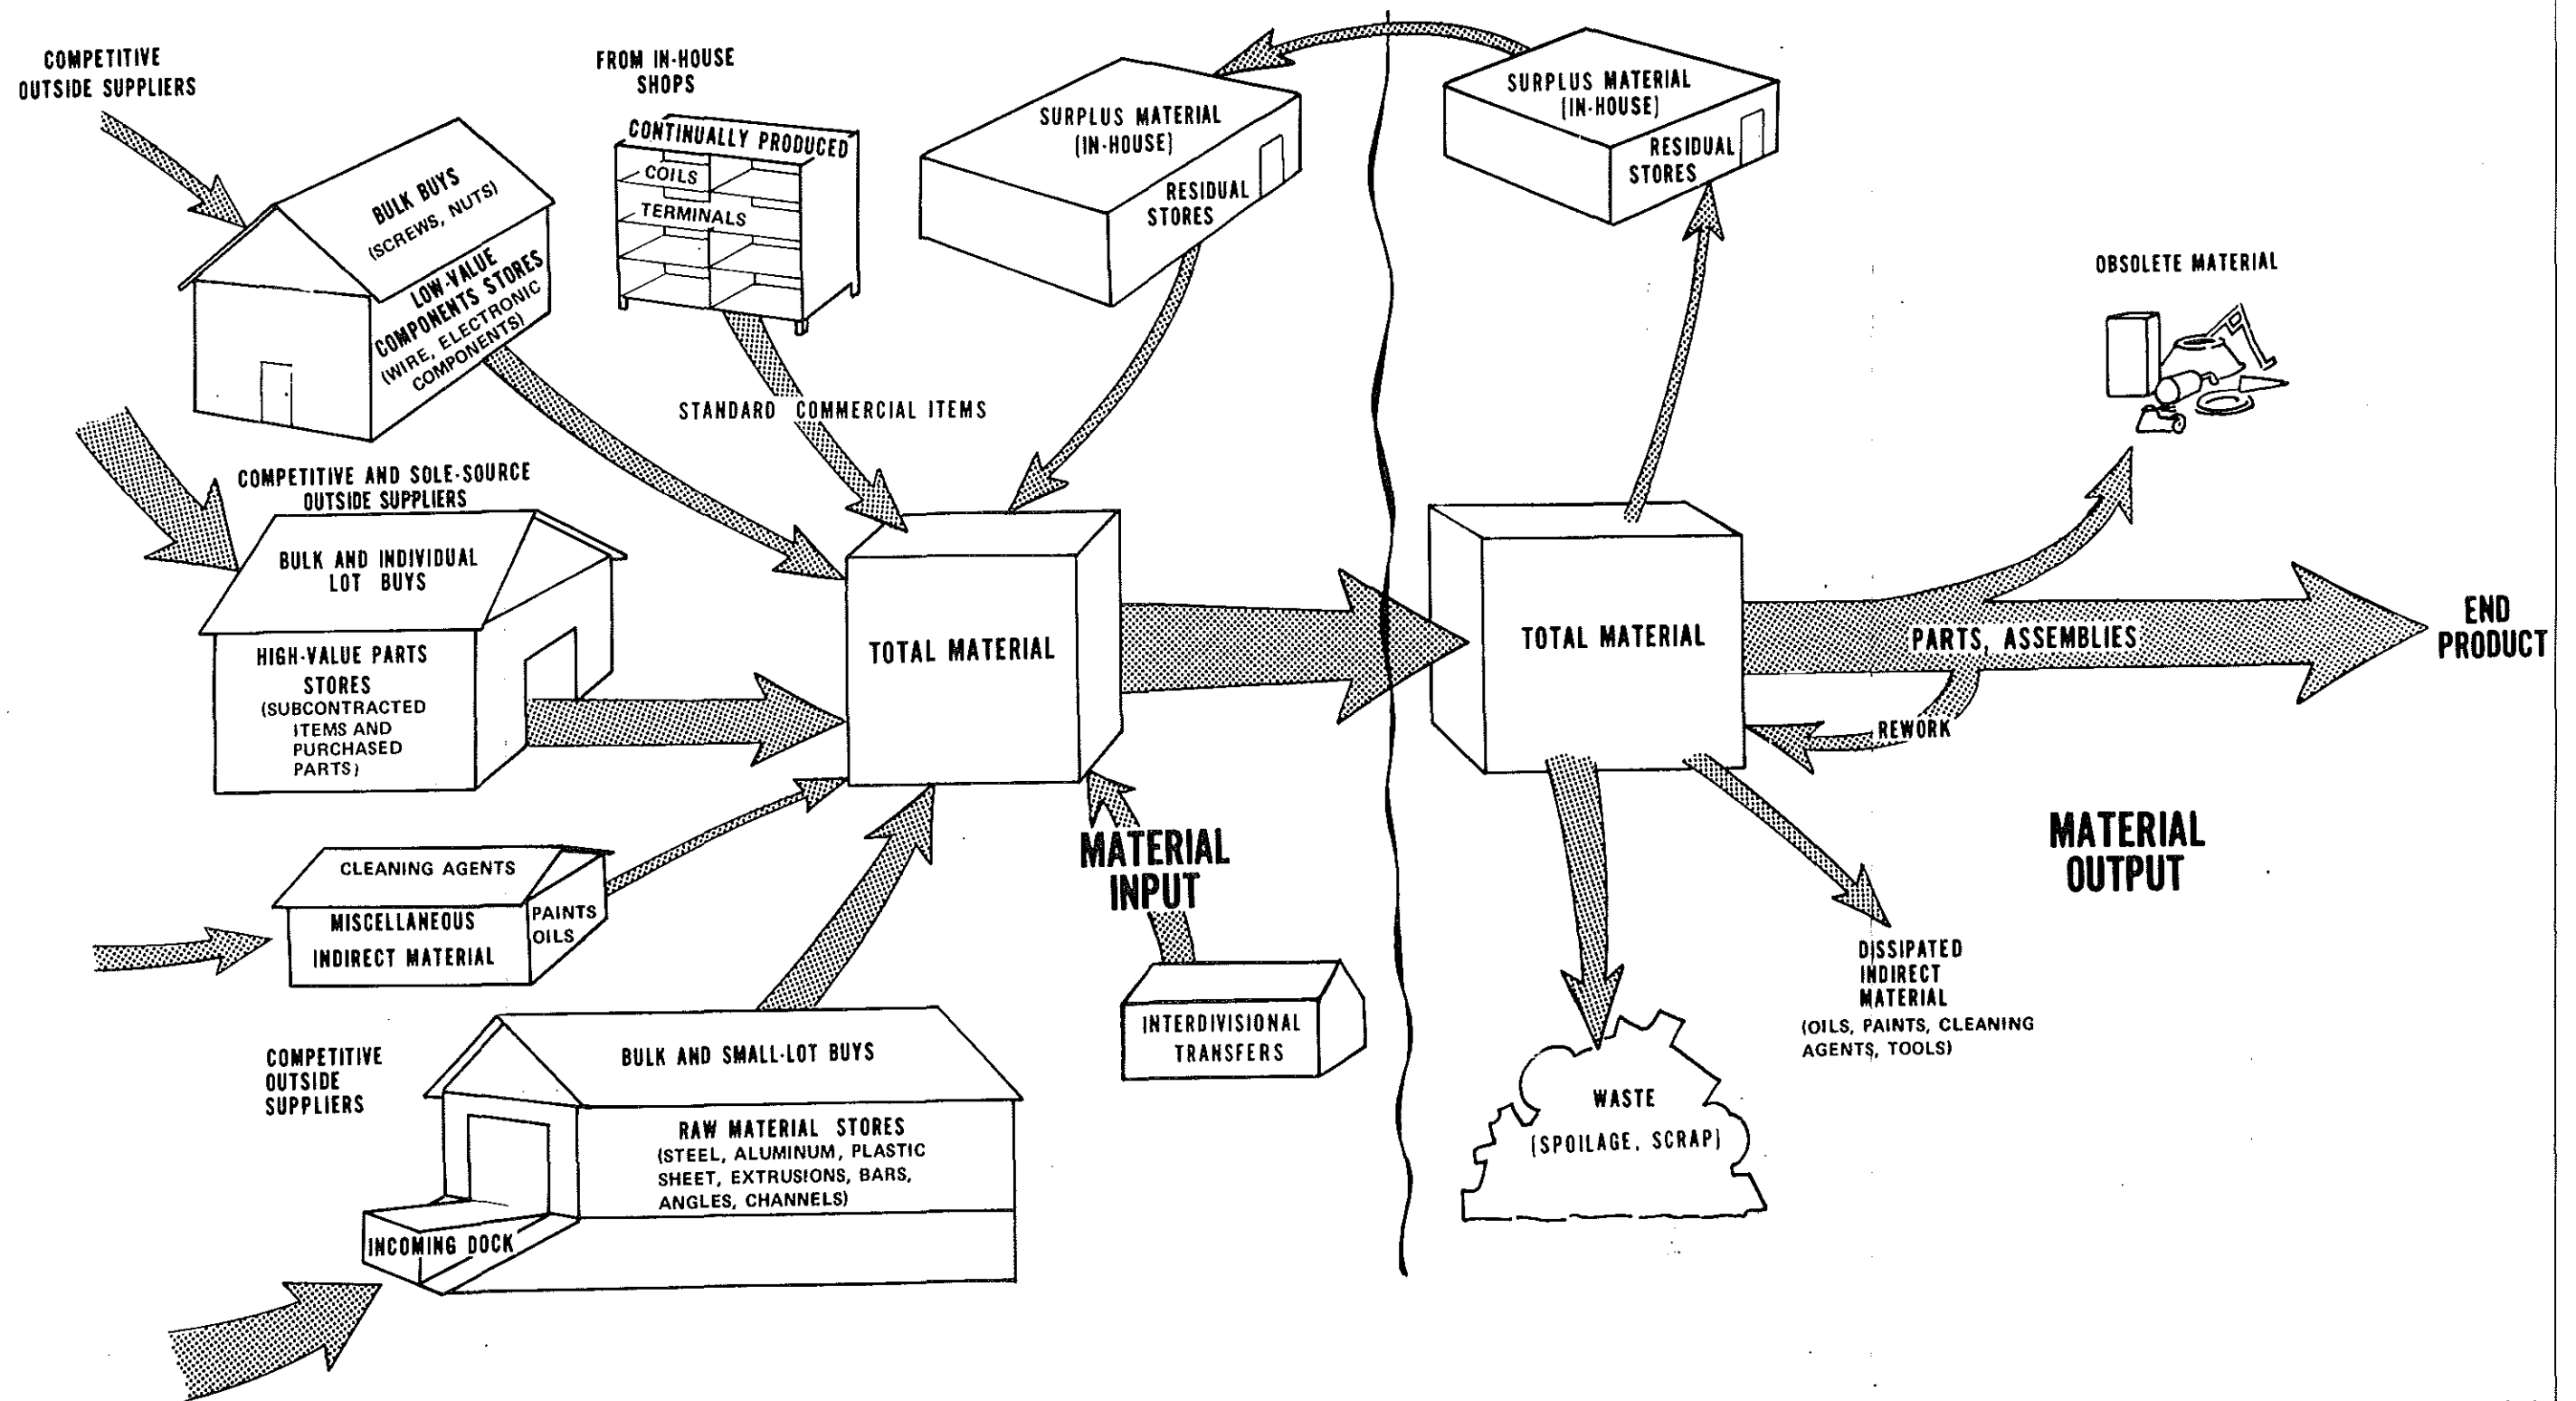 COMPETITIVE
OUTSIDE SUPPLIERS
BULK BUYS
(SCREWS, NUTS)
LOW-VALUE
COMPONENTS STORES
(WIRE, ELECTRONIC
COMPONENTS)
FROM IN-HOUSE
SHOPS
CONTINUALLY PRODUCED
COILS
TERMINALS
STANDARD COMMERCIAL ITEMS
SURPLUS MATERIAL
(IN-HOUSE)
RESIDUAL
STORES
SURPLUS MATERIAL
(IN-HOUSE)
RESIDUAL
STORES
OBSOLETE MATERIAL
COMPETITIVE AND SOLE-SOURCE
OUTSIDE SUPPLIERS
BULK AND INDIVIDUAL
LOT BUYS
HIGH-VALUE PARTS
STORES
(SUBCONTRACTED
ITEMS AND
PURCHASED
PARTS)
TOTAL MATERIAL
TOTAL MATERIAL
PARTS, ASSEMBLIES
END
PRODUCT
REWORK
CLEANING AGENTS
MISCELLANEOUS
INDIRECT MATERIAL
PAINTS
OILS
MATERIAL
INPUT
MATERIAL
OUTPUT
INTERDIVISIONAL
TRANSFERS
DISSIPATED
INDIRECT
MATERIAL
(OILS, PAINTS, CLEANING
AGENTS, TOOLS)
COMPETITIVE
OUTSIDE
SUPPLIERS
BULK AND SMALL-LOT BUYS
RAW MATERIAL STORES
(STEEL, ALUMINUM, PLASTIC
SHEET, EXTRUSIONS, BARS,
ANGLES, CHANNELS)
INCOMING DOCK
WASTE
(SPOILAGE, SCRAP)